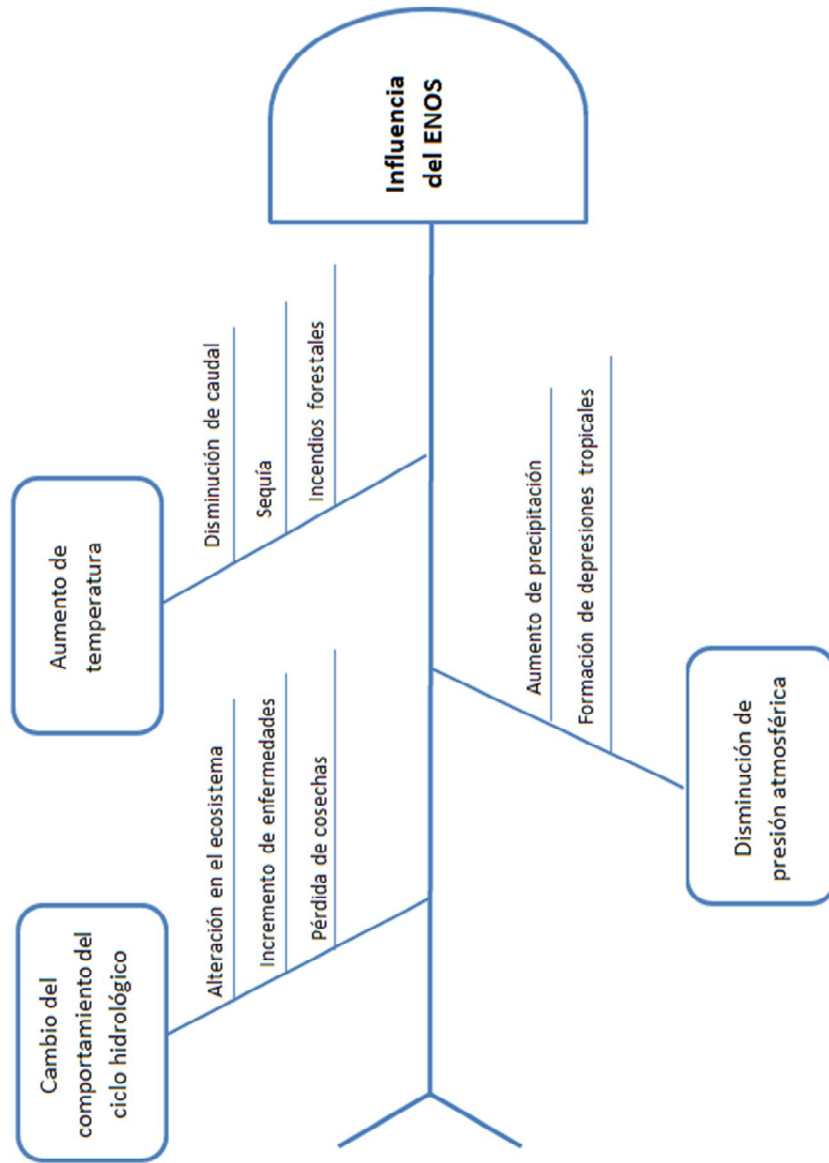 Cambio del
comportamiento del
ciclo hidrológico
Alteración en el ecosistema
Incremento de enfermedades
Pérdida de cosechas
Aumento de
temperatura
Disminución de caudal
Sequía
Incendios forestales
Disminución de
presión atmosférica
Aumento de precipitación
Formación de depresiones tropicales
Influencia
del ENOS